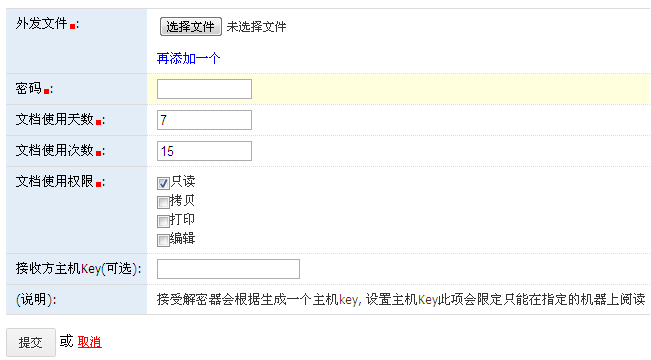 外发文件: 选择文件 未选择文件
再添加一个
密码:
文档使用天数: 7
文档使用次数: 15
文档使用权限: 只读
拷贝
打印
编辑
接收方主机Key(可选):
(说明): 接受解密器会根据生成一个主机key, 设置主机Key此项会限定只能在指定的机器上阅读
提交 或 取消